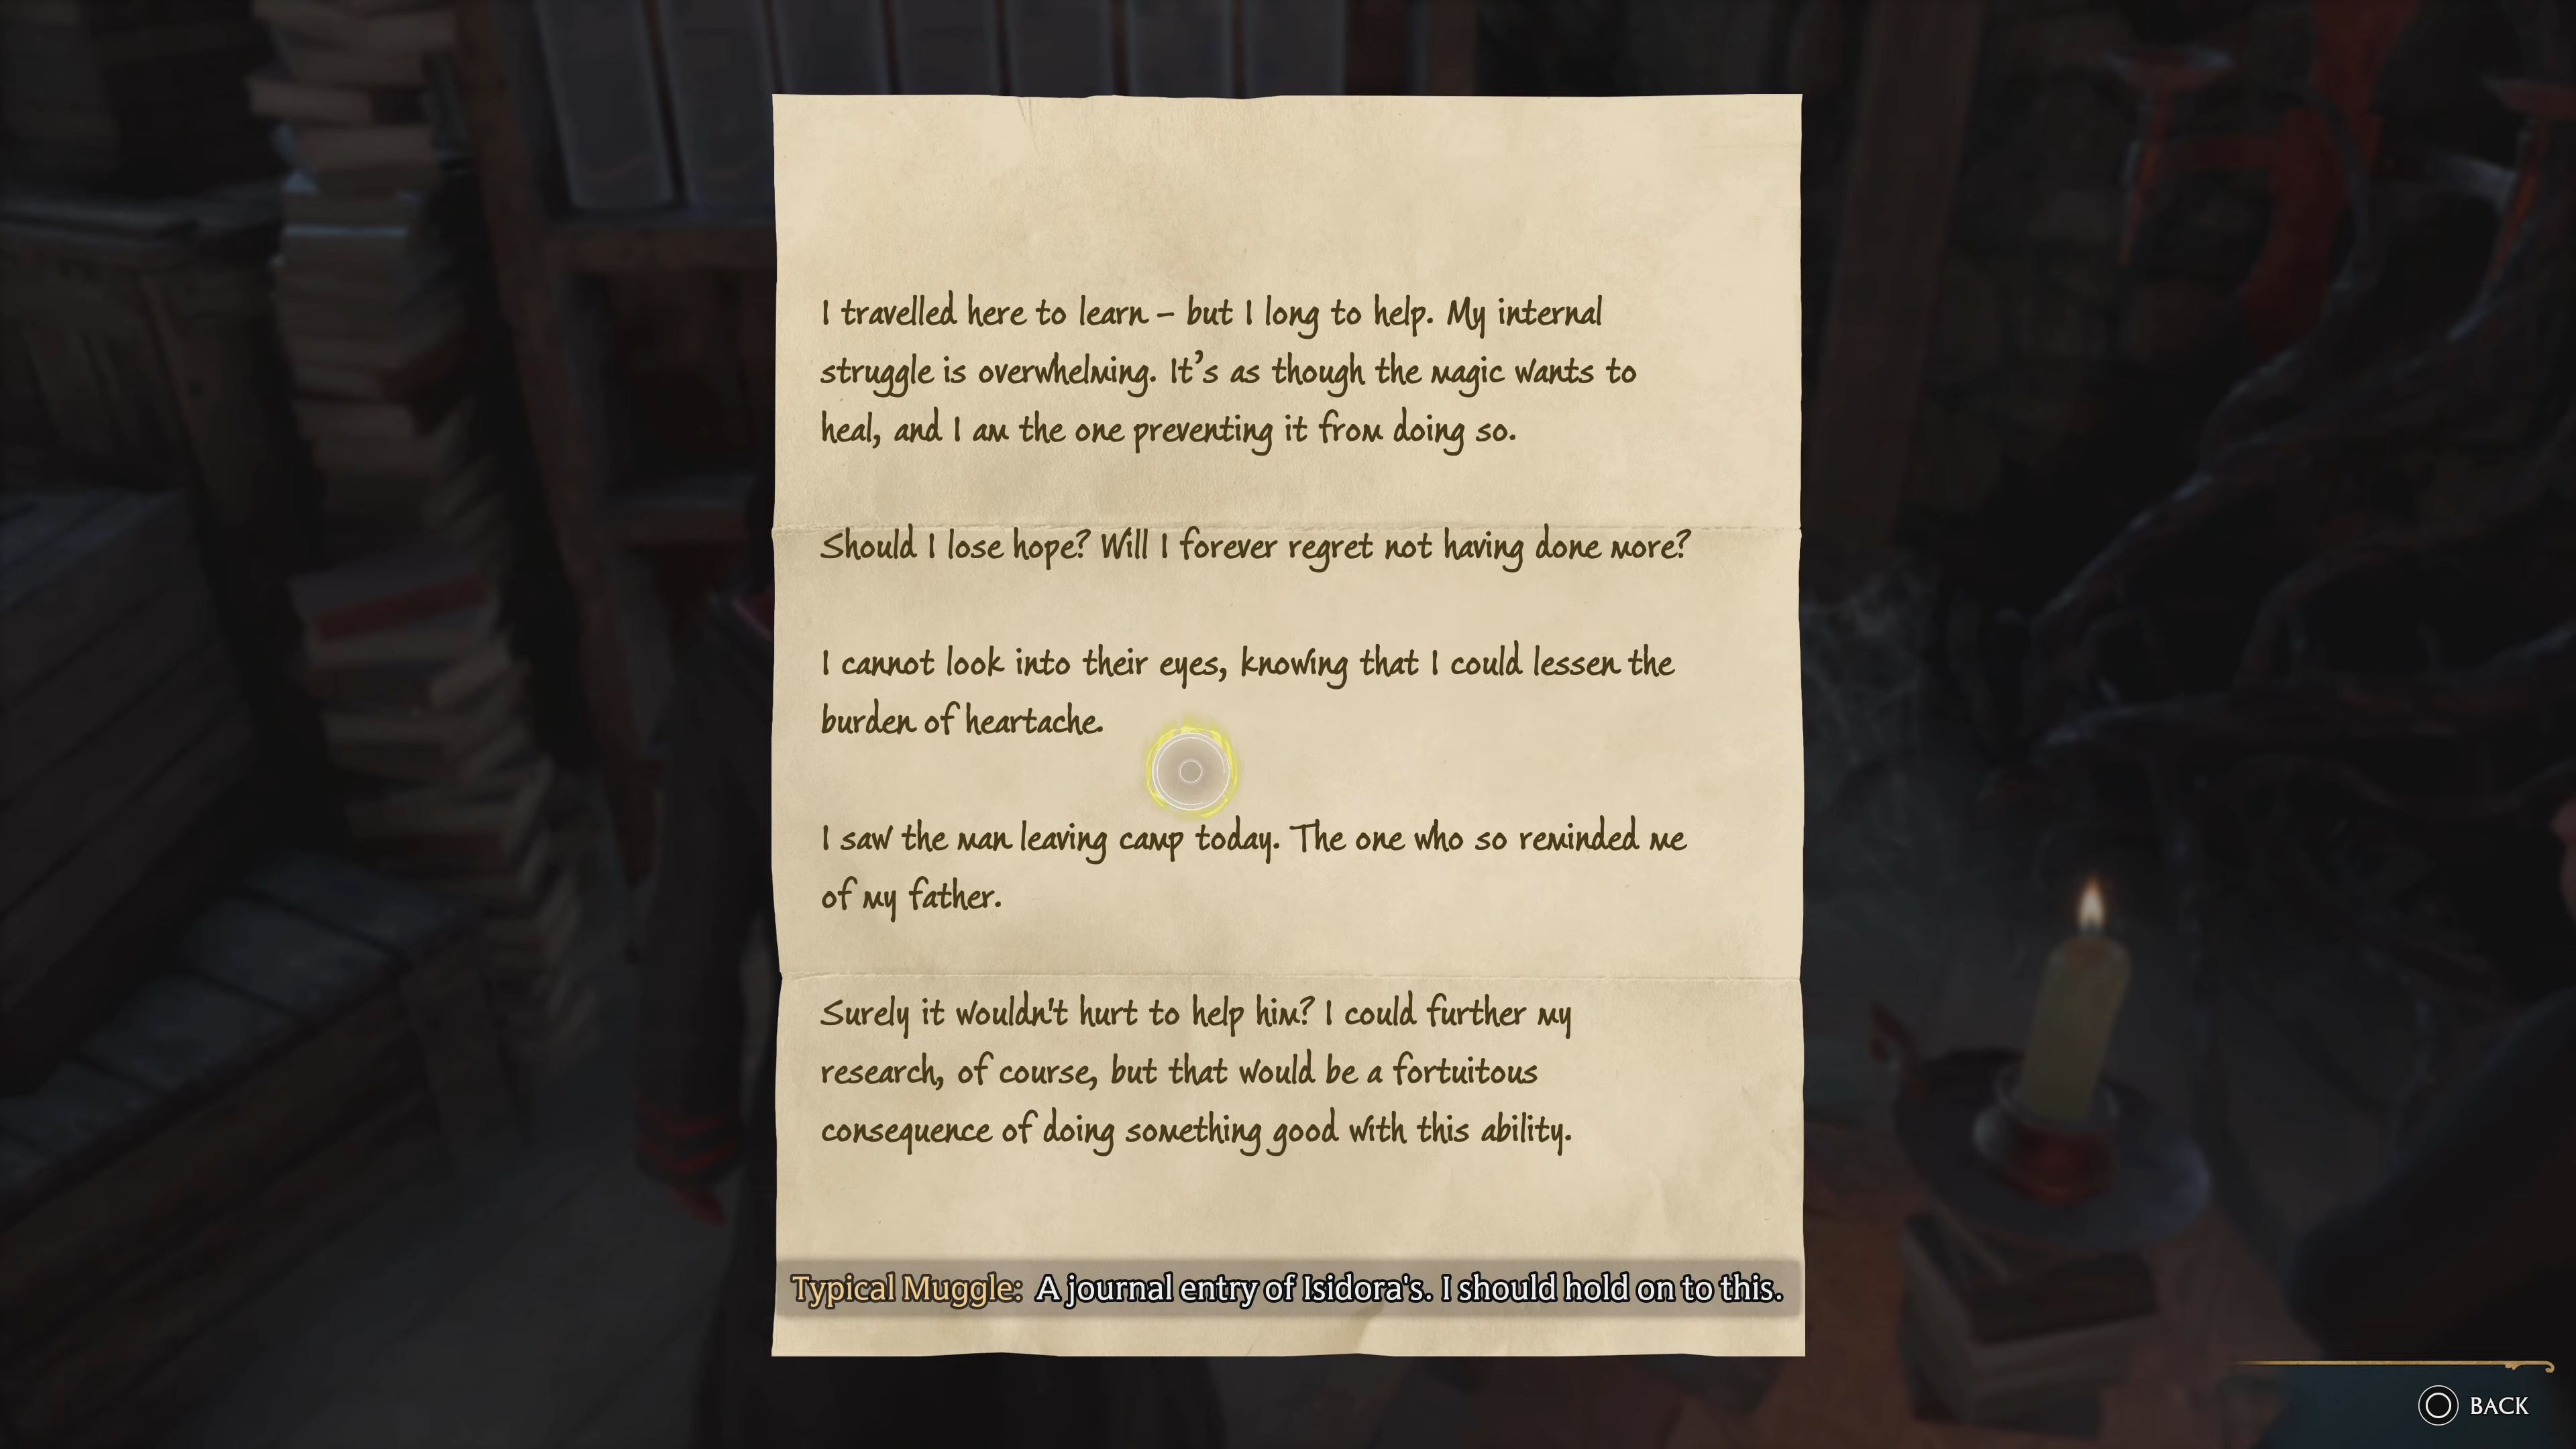 I travelled here to learn – but I long to help. My internal
struggle is overwhelming. It’s as though the magic wants to
heal, and I am the one preventing it from doing so.
Should I lose hope? Will I forever regret not having done more?
I cannot look into their eyes, knowing that I could lessen the
burden of heartache.
I saw the man leaving camp today. The one who so reminded me
of my father.
Surely it wouldn't hurt to help him? I could further my
research, of course, but that would be a fortuitous
consequence of doing something good with this ability.
Typical Muggle: A journal entry of Isidora's. I should hold on to this.
BACK